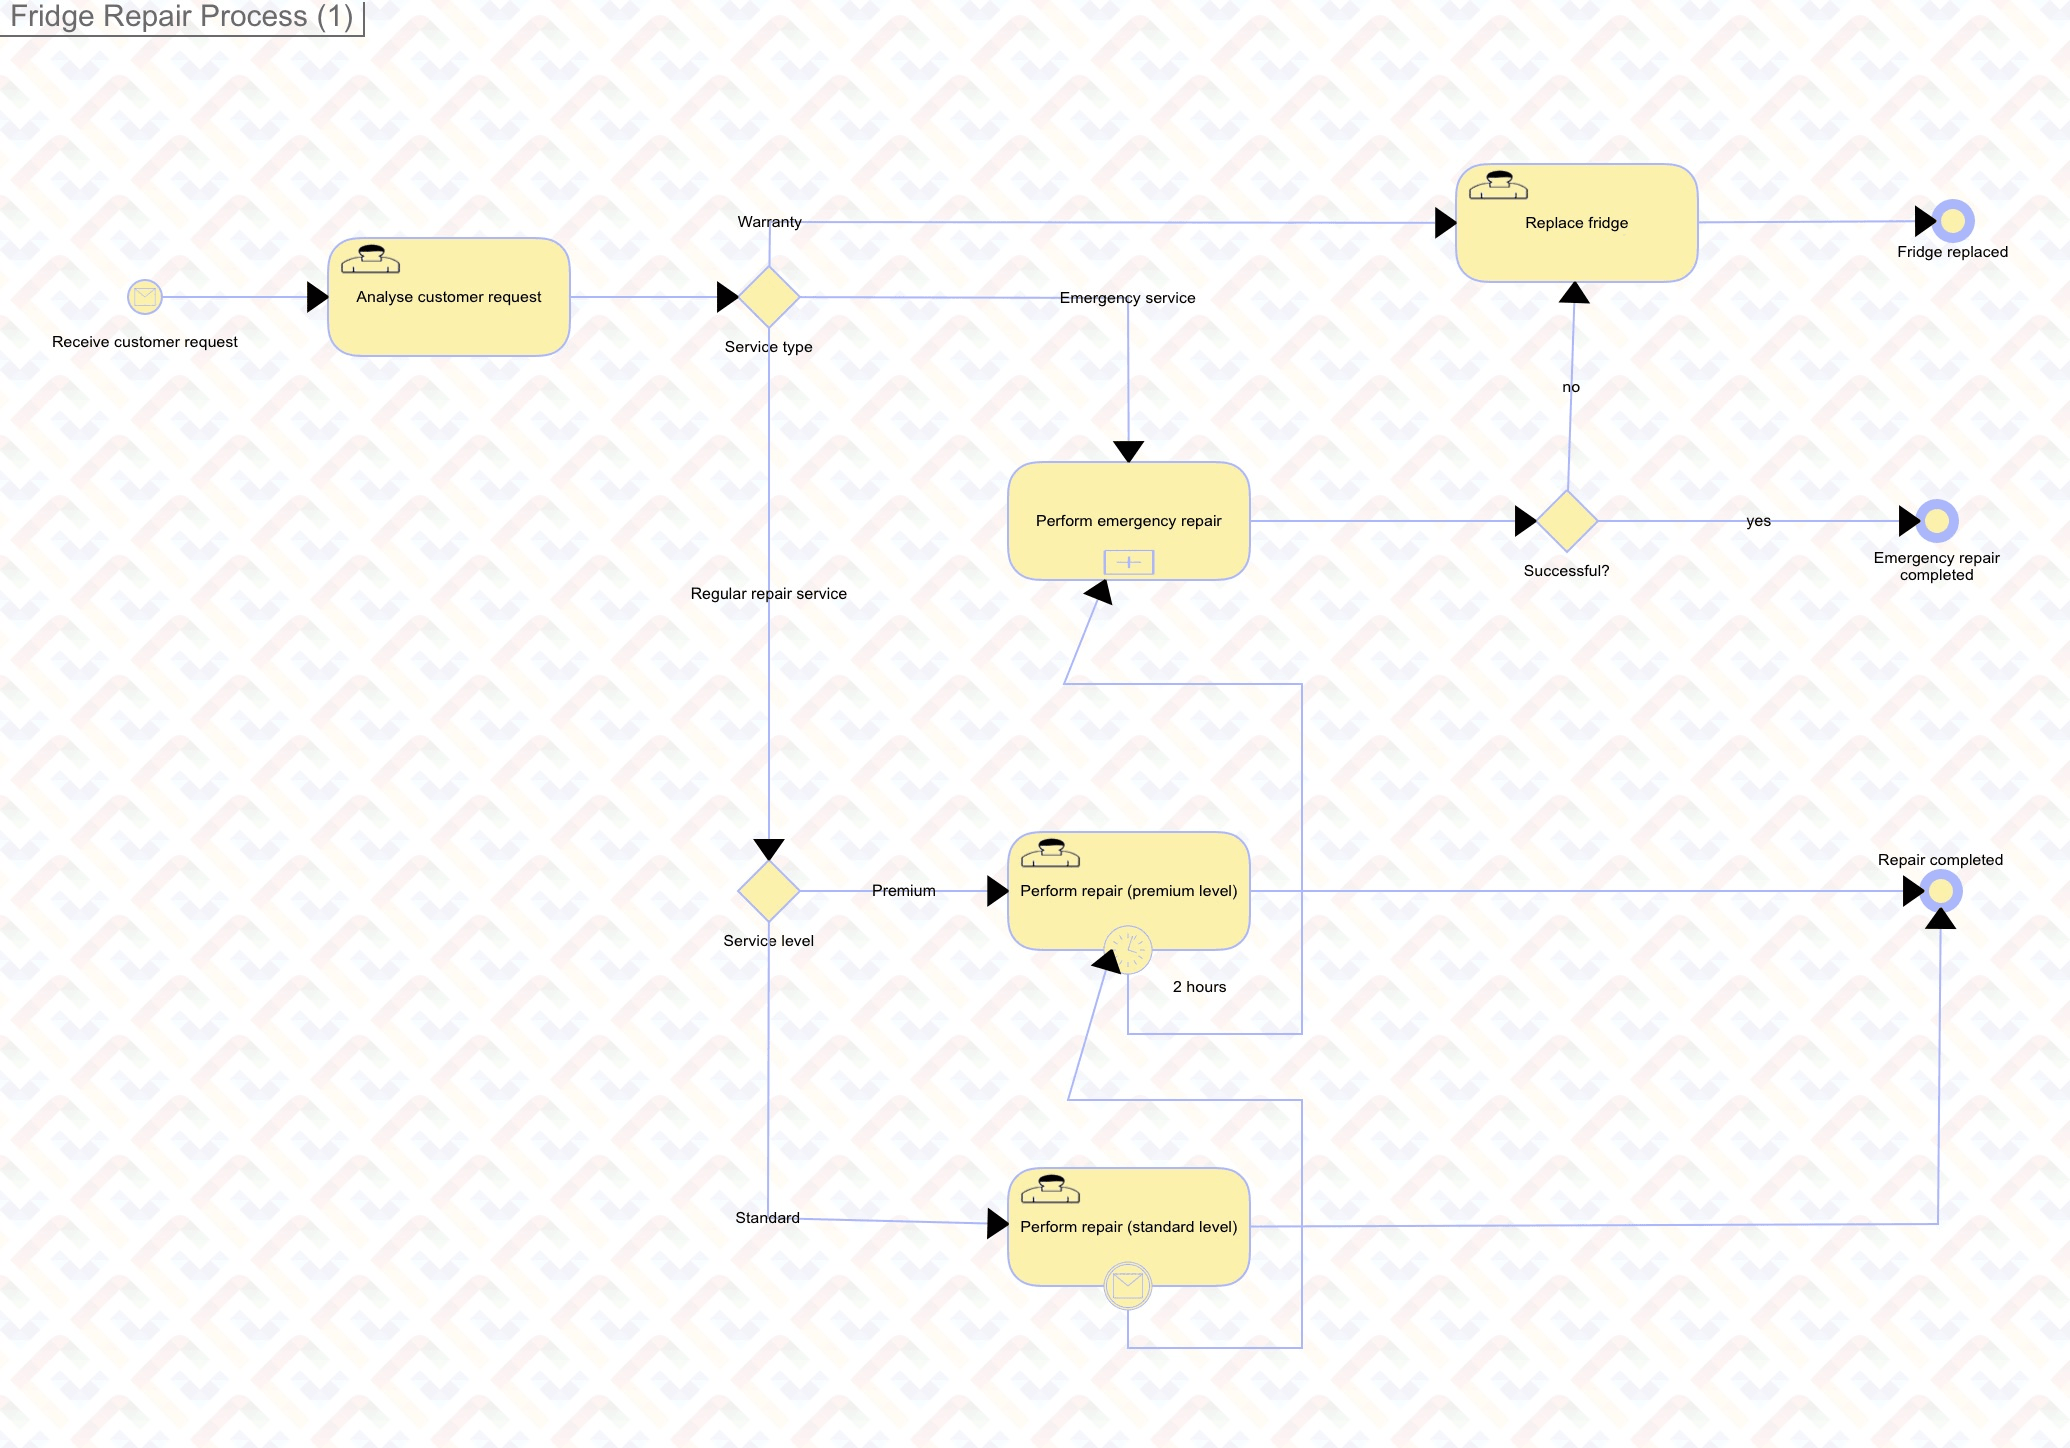 Fridge Repair Process (1)
Warranty
Replace fridge
Fridge replaced
Analyse customer request
Emergency service
Receive customer request
Service type
no
Perform emergency repair
yes
Emergency repair
completed
Successful?
Regular repair service
Repair completed
Premium
Perform repair (premium level)
Service level
2 hours
Standard
Perform repair (standard level)